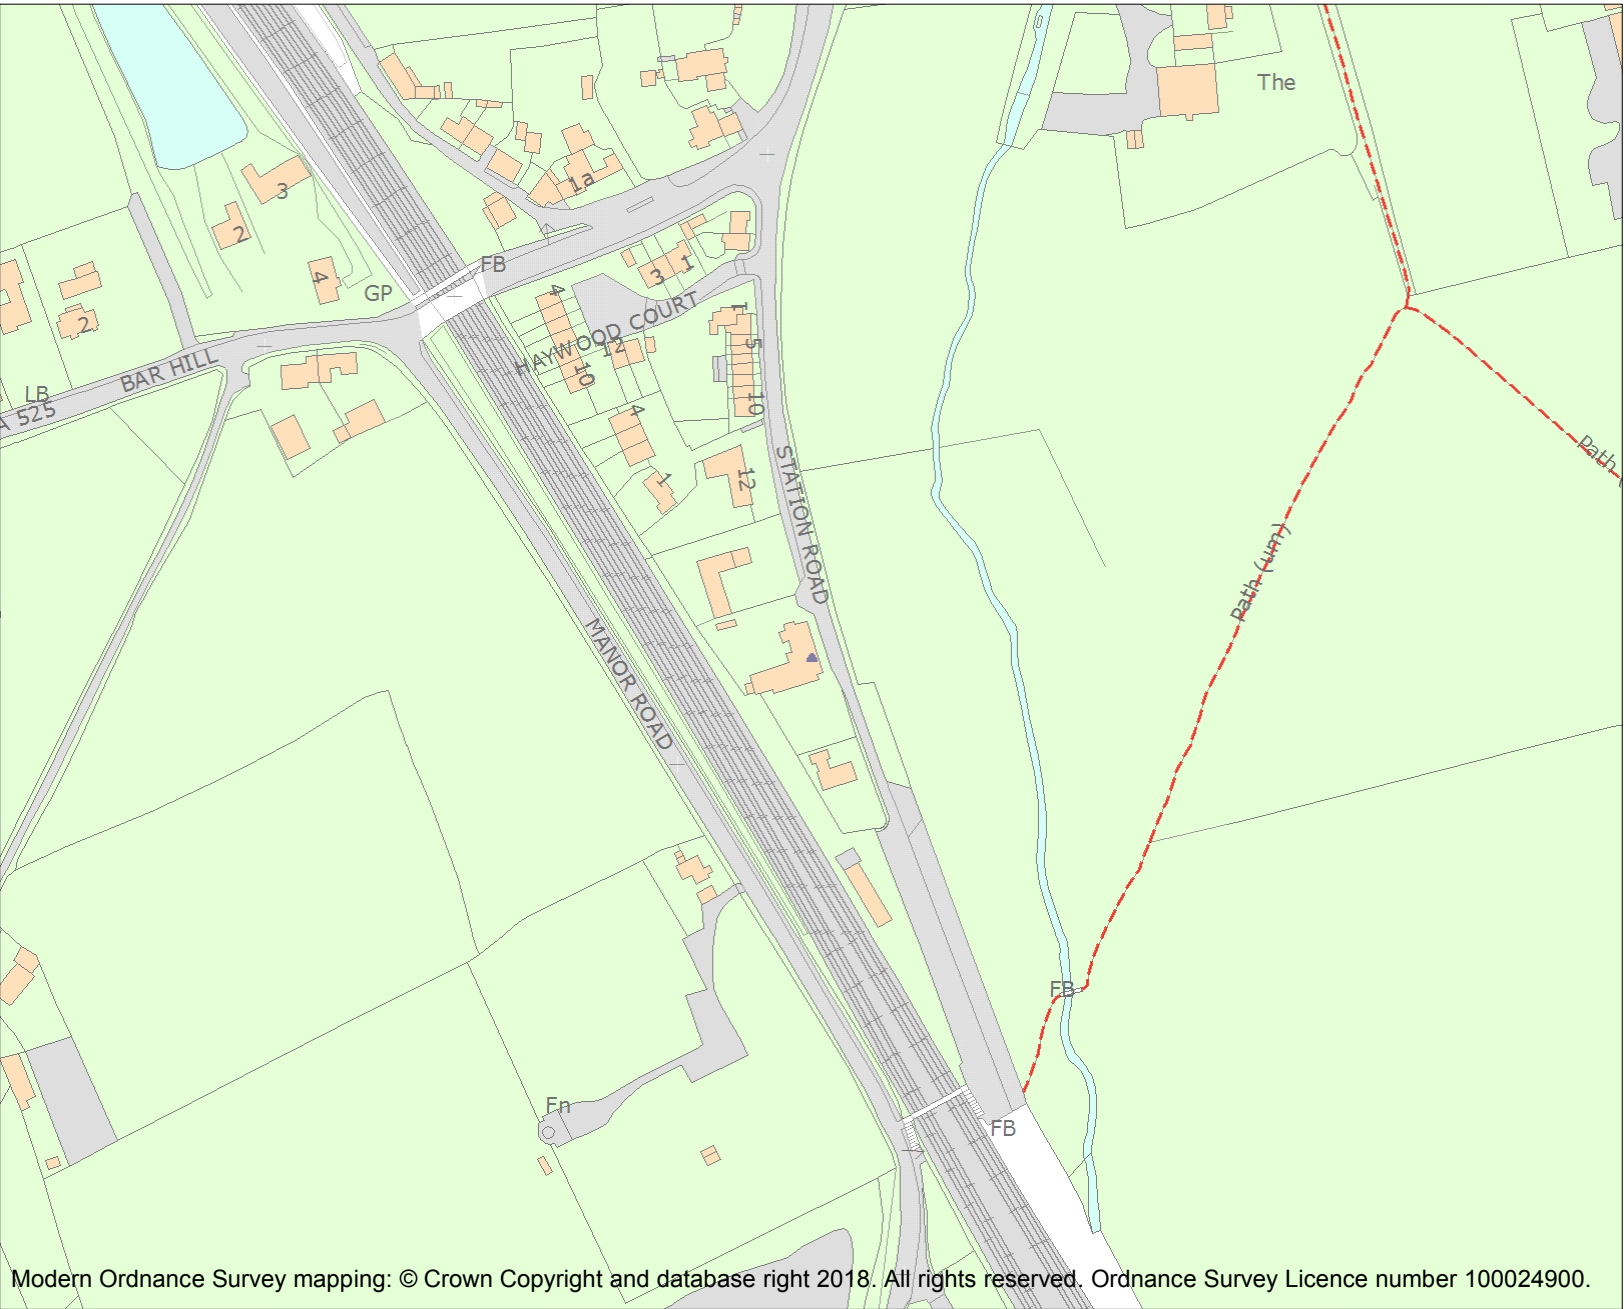 The
1a
3
2
4
FB
GP
3
1
2
4
HAYWOOD COURT
12
10
1
5
10
BAR HILL
LB
A 525
4
1
12
STATION ROAD
Path
Path (um)
MANOR ROAD
FB
Fn
FB
Modern Ordnance Survey mapping: © Crown Copyright and database right 2018. All rights reserved. Ordnance Survey Licence number 100024900.